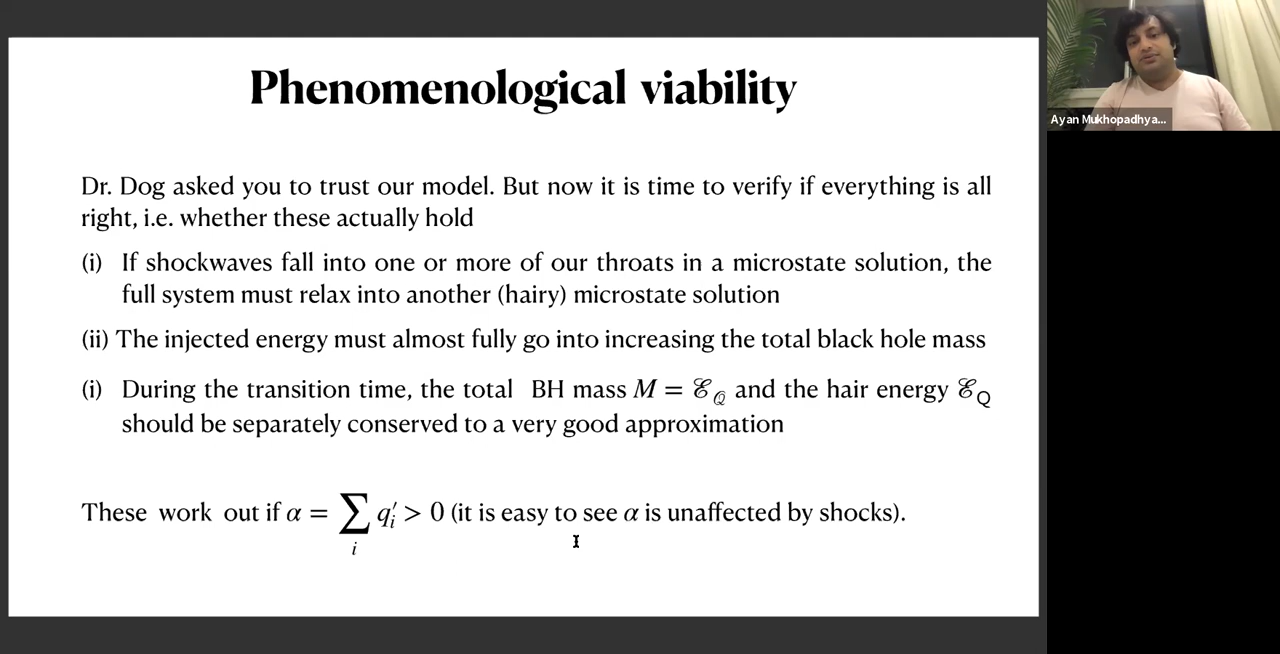 Phenomenological viability
Ayan Mukhopadhya...
Dr. Dog asked you to trust our model. But now it is time to verify if everything is all
right, i.e. whether these actually hold
(i) If shockwaves fall into one or more of our throats in a microstate solution, the
full system must relax into another (hairy) microstate solution
(ii) The injected energy must almost fully go into increasing the total black hole mass
(i) During the transition time, the total BH mass M = ℰ_𝒬 and the hair energy ℰ_Q
should be separately conserved to a very good approximation
These work out if α = ∑_i q′_i > 0 (it is easy to see α is unaffected by shocks).